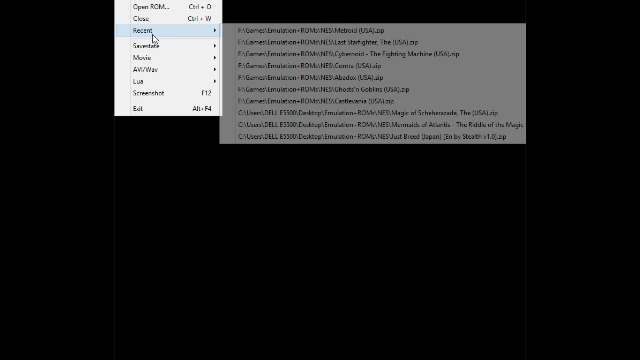 Open ROM... Ctrl + O
Close Ctrl + W
Recent
Savestate
Movie
AVI/Wav
Lua
Screenshot F12
Exit Alt+F4
F:\Games\Emulation+ROMs\NES\Metroid (USA).zip
F:\Games\Emulation+ROMs\NES\Last Starfighter, The (USA).zip
F:\Games\Emulation+ROMs\NES\Cybernoid - The Fighting Machine (USA).zip
F:\Games\Emulation+ROMs\NES\Contra (USA).zip
F:\Games\Emulation+ROMs\NES\Abadox (USA).zip
F:\Games\Emulation+ROMs\NES\Ghosts'n Goblins (USA).zip
F:\Games\Emulation+ROMs\NES\Castlevania (USA).zip
C:\Users\DELL E5500\Desktop\Emulation+ROMs\NES\Magic of Scheherazade, The (USA).zip
C:\Users\DELL E5500\Desktop\Emulation+ROMs\NES\Mermaids of Atlantis - The Riddle of the Magic
C:\Users\DELL E5500\Desktop\Emulation+ROMs\NES\Just Breed (Japan) [En by Stealth v1.0].zip